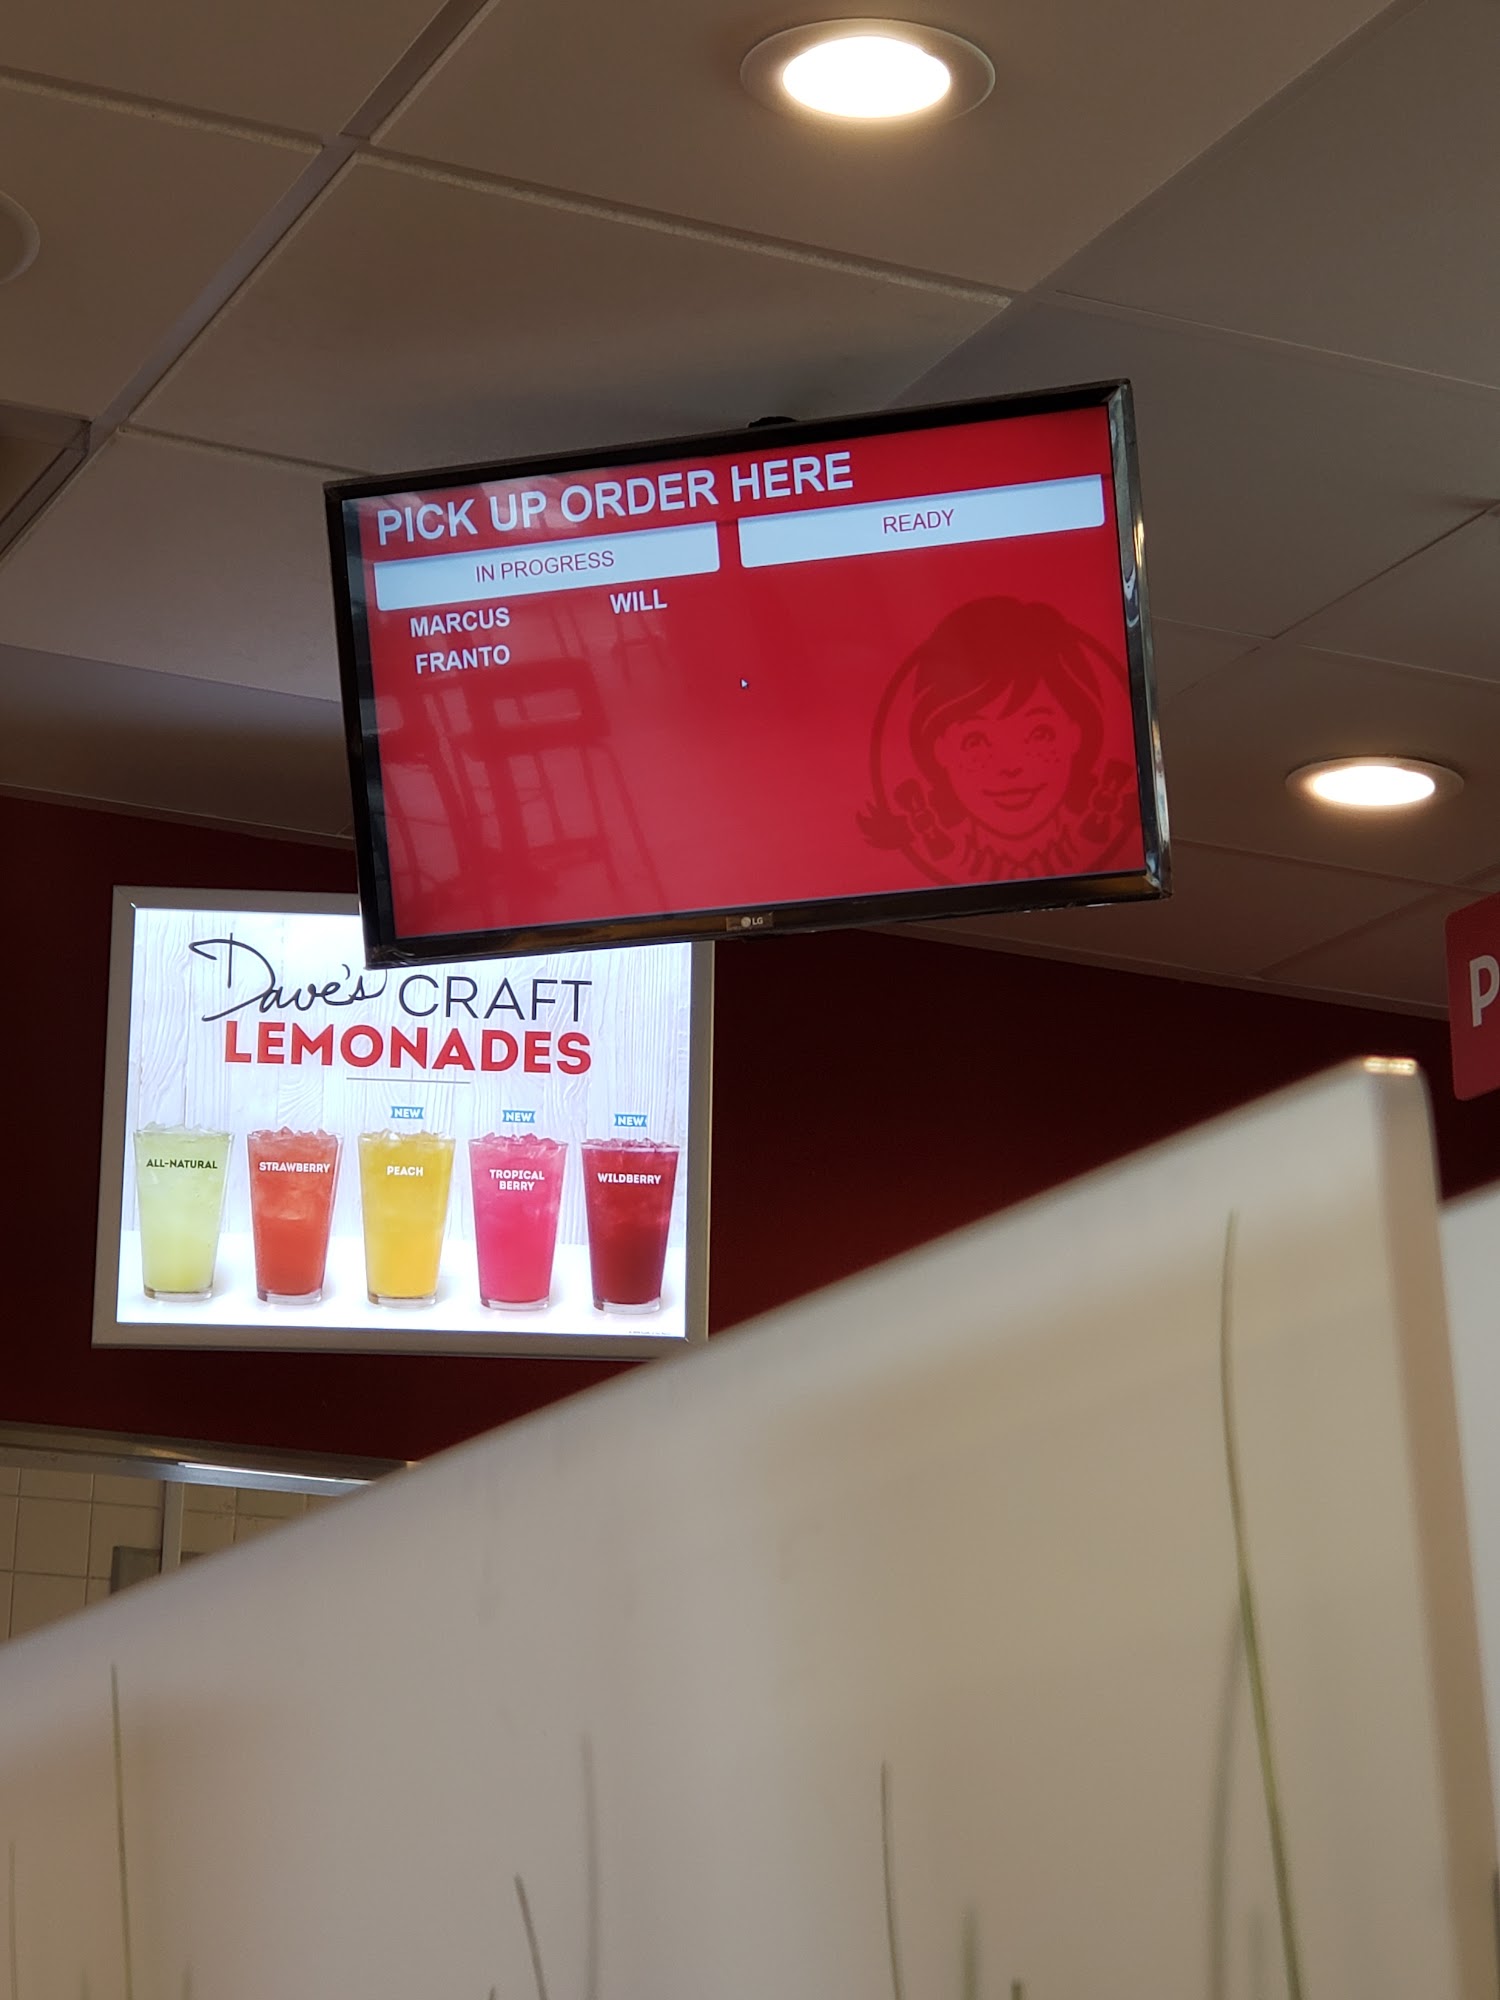 PICK UP ORDER HERE
IN PROGRESS
READY
MARCUS
WILL
FRANTO
LG
Dave's CRAFT
LEMONADES
NEW
NEW
NEW
ALL-NATURAL
STRAWBERRY
PEACH
TROPICAL
BERRY
WILDBERRY
P